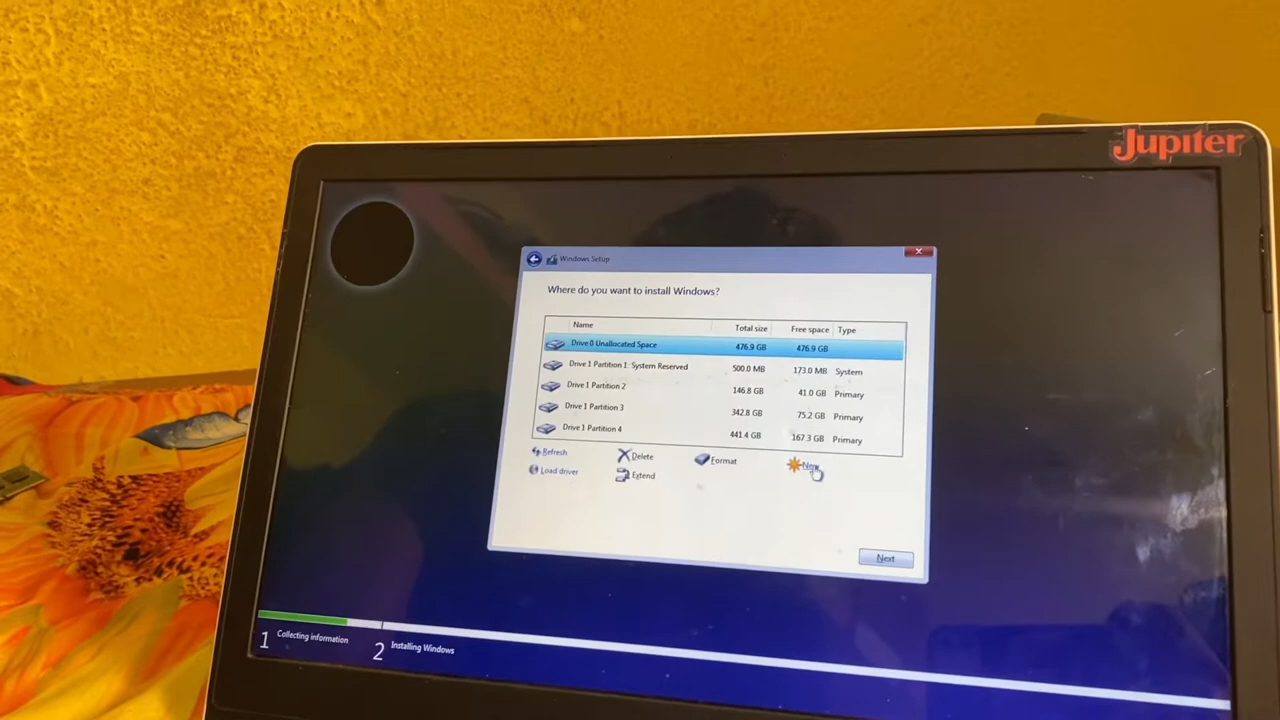 Jupiter
Windows Setup
Where do you want to install Windows?
Name Total size Free space Type
Drive 0 Unallocated Space 476.9 GB 476.9 GB
Drive 1 Partition 1: System Reserved 500.0 MB 173.0 MB System
Drive 1 Partition 2 146.8 GB 41.0 GB Primary
Drive 1 Partition 3 342.8 GB 75.2 GB Primary
Drive 1 Partition 4 441.4 GB 167.3 GB Primary
Refresh Delete Format New
Load driver Extend
Next
1 Collecting information 2 Installing Windows